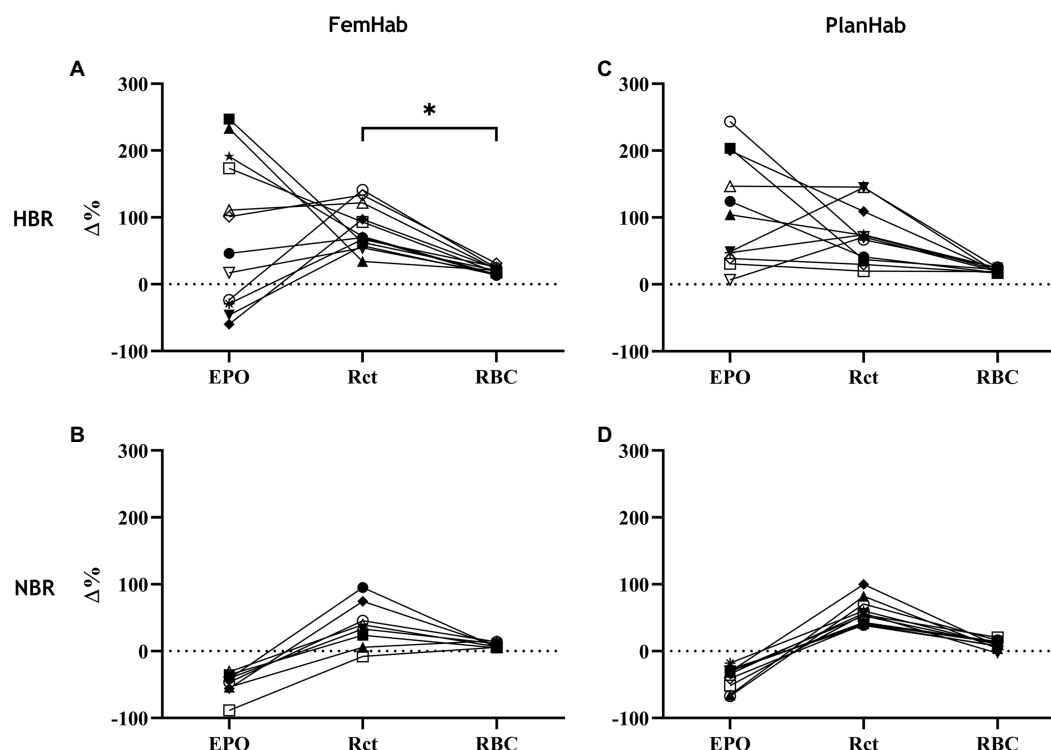 FemHab
PlanHab
A
300
200
100
0
-100
HBR
Δ%
*
EPO
Rct
RBC
C
300
200
100
0
-100
EPO
Rct
RBC
B
300
200
100
0
-100
NBR
Δ%
EPO
Rct
RBC
D
300
200
100
0
-100
EPO
Rct
RBC